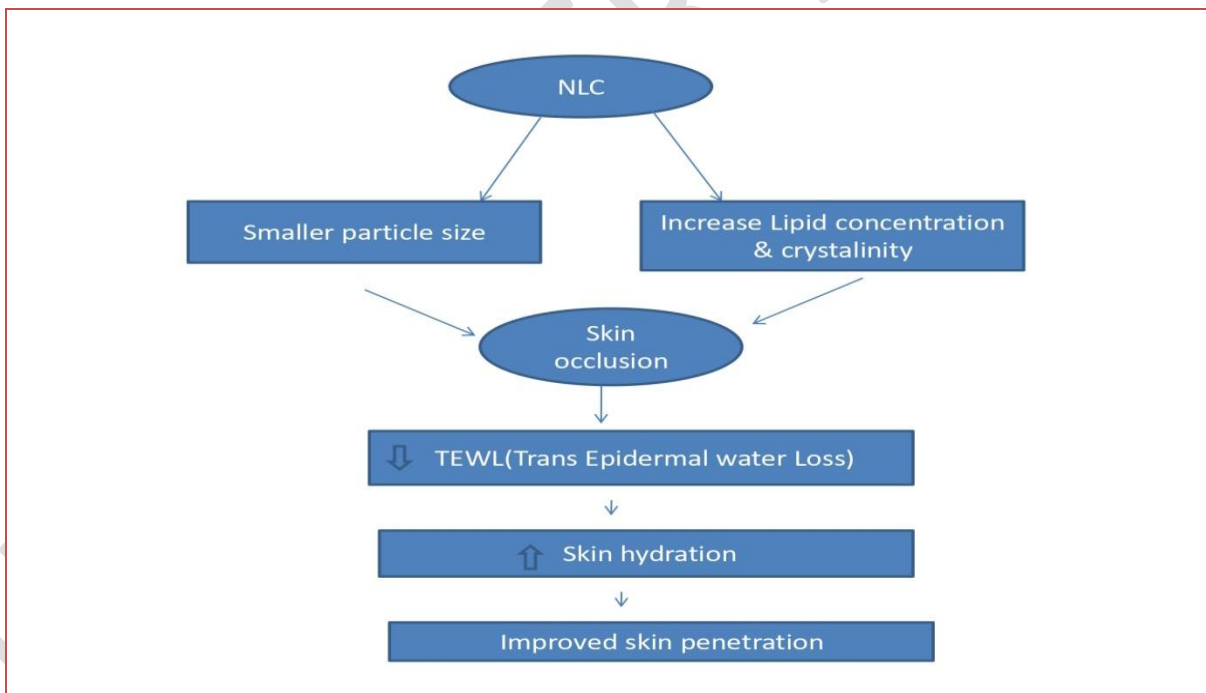 NLC
Smaller particle size
Increase Lipid concentration
& crystalinity
Skin
occlusion
TEWL(Trans Epidermal water Loss)
Skin hydration
Improved skin penetration